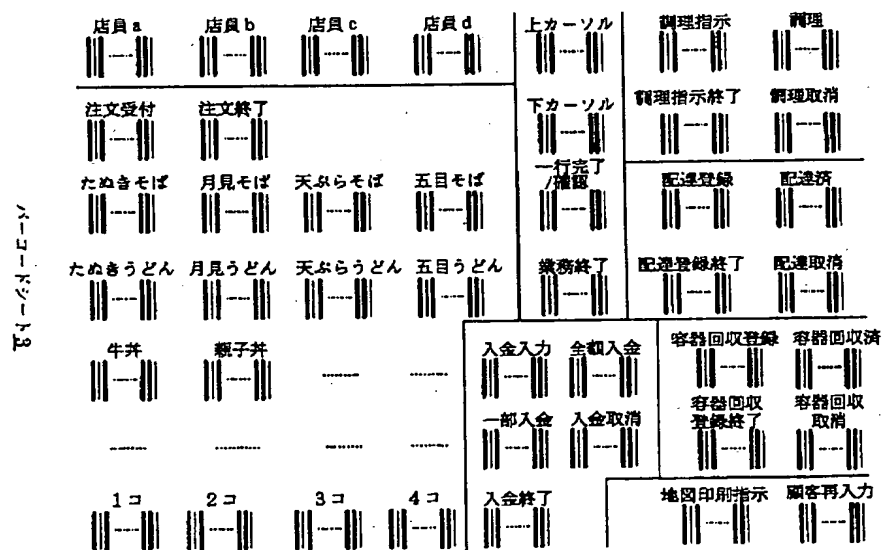 店員a 店員b 店員c 店員d 上カーソル 調理指示 調理
注文受付 注文終了 下カーソル 調理指示終了 調理取消
一行完了
/確認
たぬきそば 月見そば 天ぷらそば 五目そば 配達登録 配達済
たぬきうどん 月見うどん 天ぷらうどん 五目うどん 業務終了 配達登録終了 配達取消
牛丼 親子丼 入金入力 全額入金 容器回収登録 容器回収済
一部入金 入金取消 容器回収
登録終了
容器回収
取消
1コ 2コ 3コ 4コ 入金終了 地図印刷指示 顧客再入力
バーコードシート